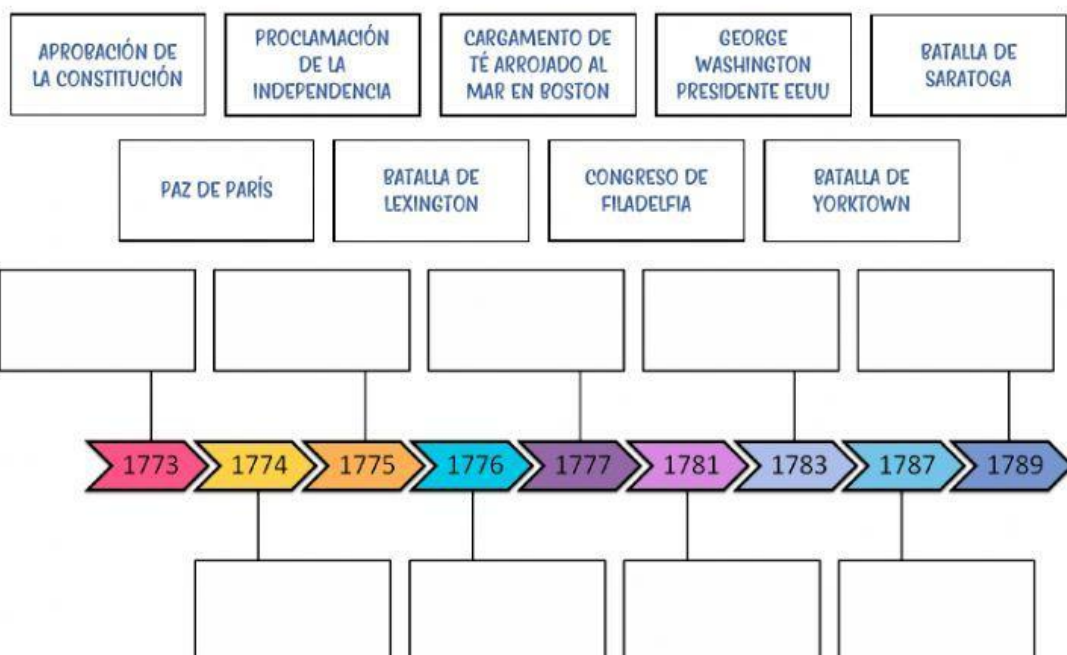 APROBACIÓN DE
LA CONSTITUCIÓN
PROCLAMACIÓN
DE LA
INDEPENDENCIA
CARGAMENTO DE
TÉ ARROJADO AL
MAR EN BOSTON
GEORGE
WASHINGTON
PRESIDENTE EEUU
BATALLA DE
SARATOGA
PAZ DE PARÍS
BATALLA DE
LEXINGTON
CONGRESO DE
FILADELFIA
BATALLA DE
YORKTOWN
1773
1774
1775
1776
1777
1781
1783
1787
1789